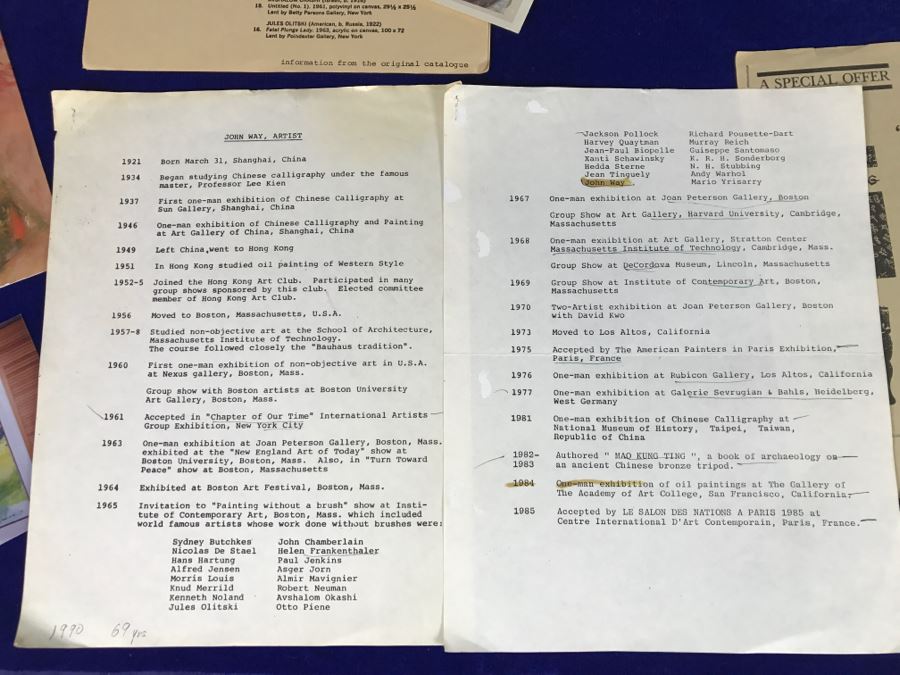 18. Untitled (No. 1). 1961, polyvinyl on canvas, 29½ x 25½
Lent by Betty Parsons Gallery, New York
JULES OLITSKI (American, b. Russia, 1922)
16. Fatal Plunge Lady. 1963, acrylic on canvas, 100 x 72
Lent by Poindexter Gallery, New York
information from the original catalogue
A SPECIAL OFFER
JOHN WAY, ARTIST
1921 Born March 31, Shanghai, China
1934 Began studying Chinese calligraphy under the famous
master, Professor Lee Kien
1937 First one-man exhibition of Chinese Calligraphy at
Sun Gallery, Shanghai, China
1946 One-man exhibition of Chinese Calligraphy and Painting
at Art Gallery of China, Shanghai, China
1949 Left China,went to Hong Kong
1951 In Hong Kong studied oil painting of Western Style
1952-5 Joined the Hong Kong Art Club. Participated in many
group shows sponsored by this club. Elected committee
member of Hong Kong Art Club.
1956 Moved to Boston, Massachusetts, U.S.A.
1957-8 Studied non-objective art at the School of Architecture,
Massachusetts Institute of Technology.
The course followed closely the "Bauhaus tradition".
1960 First one-man exhibition of non-objective art in U.S.A.
at Nexus gallery, Boston, Mass.
Group show with Boston artists at Boston University
Art Gallery, Boston, Mass.
1961 Accepted in "Chapter of Our Time" International Artists
Group Exhibition, New York City
1963 One-man exhibition at Joan Peterson Gallery, Boston, Mass.
exhibited at the "New England Art of Today" show at
Boston University, Boston, Mass. Also, in "Turn Toward
Peace" show at Boston, Massachusetts
1964 Exhibited at Boston Art Festival, Boston, Mass.
1965 Invitation to "Painting without a brush" show at Insti-
tute of Contemporary Art, Boston, Mass. which included
world famous artists whose work done without brushes were:
Sydney Butchkes John Chamberlain
Nicolas De Stael Helen Frankenthaler
Hans Hartung Paul Jenkins
Alfred Jensen Asger Jorn
Morris Louis Almir Mavignier
Knud Merrild Robert Neuman
Kenneth Noland Avshalom Okashi
Jules Olitski Otto Piene
1990 69 yrs
Jackson Pollock Richard Pousette-Dart
Harvey Quaytman Murray Reich
Jean-Paul Riopelle Guiseppe Santomaso
Xanti Schawinsky K. R. H. Sonderborg
Hedda Sterne N. H. Stubbing
Jean Tinguely Andy Warhol
John Way Mario Yrisarry
1967 One-man exhibition at Joan Peterson Gallery, Boston
Group Show at Art Gallery, Harvard University, Cambridge,
Massachusetts
1968 One-man exhibition at Art Gallery, Stratton Center
Massachusetts Institute of Technology, Cambridge, Mass.
Group Show at DeCordova Museum, Lincoln, Massachusetts
1969 Group Show at Institute of Contemporary Art, Boston,
Massachusetts
1970 Two-Artist exhibition at Joan Peterson Gallery, Boston
with David Kwo
1973 Moved to Los Altos, California
1975 Accepted by The American Painters in Paris Exhibition,
Paris, France
1976 One-man exhibition at Rubicon Gallery, Los Altos, California
1977 One-man exhibition at Galerie Sevrugian & Bahls, Heidelberg,
West Germany
1981 One-man exhibition of Chinese Calligraphy at
National Museum of History, Taipei, Taiwan,
Republic of China
1982- Authored " MAO KUNG TING ", a book of archaeology on
1983 an ancient Chinese bronze tripod.
1984 One-man exhibition of oil paintings at The Gallery of
The Academy of Art College, San Francisco, California
1985 Accepted by LE SALON DES NATIONS A PARIS 1985 at
Centre International D'Art Contemporain, Paris, France.